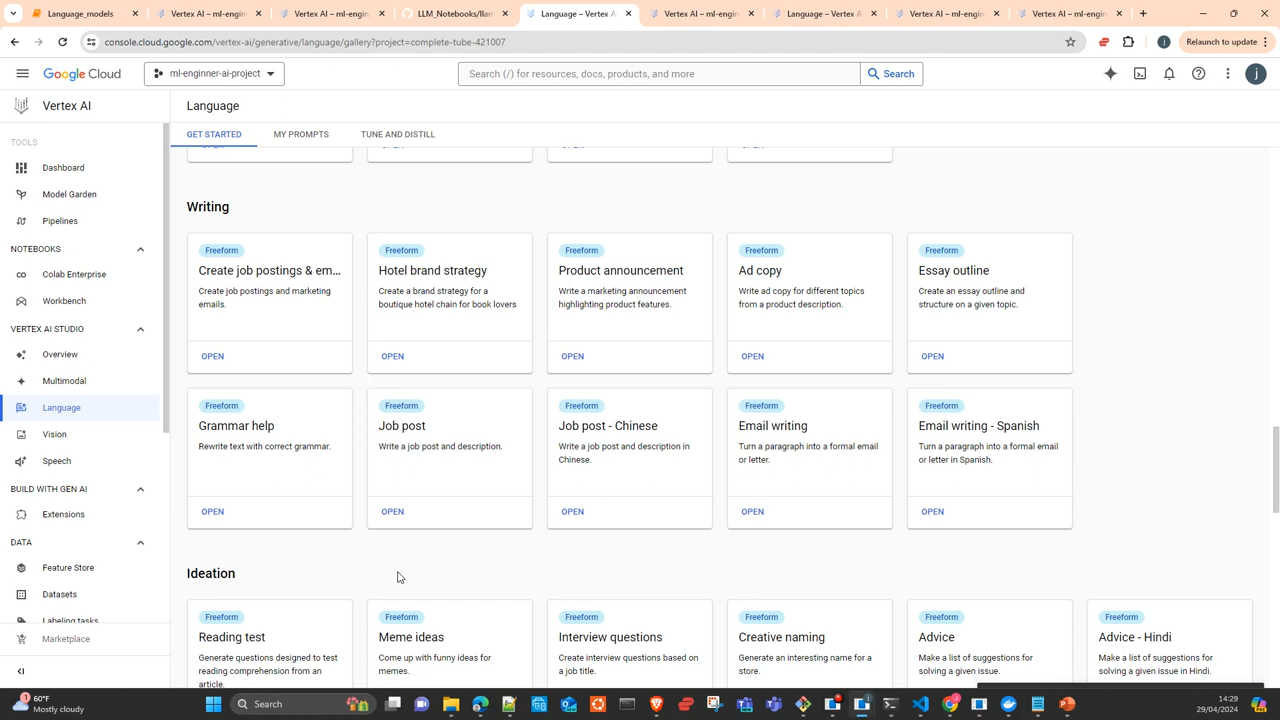 Language_models
Vertex AI – ml-enginner
Vertex AI – ml-enginn
LLM_Notebooks/llam
Language – Vertex AI
Vertex AI – ml-enginn
Language – Vertex A
Vertex AI – ml-enginn
Vertex AI – ml-enginn
console.cloud.google.com/vertex-ai/generative/language/gallery?project=complete-tube-421007
Relaunch to update
Google Cloud
ml-enginner-ai-project
Search (/) for resources, docs, products, and more
Search
Vertex AI
Language
TOOLS
GET STARTED
MY PROMPTS
TUNE AND DISTILL
Dashboard
Model Garden
Pipelines
NOTEBOOKS
Colab Enterprise
Workbench
VERTEX AI STUDIO
Overview
Multimodal
Language
Vision
Speech
BUILD WITH GEN AI
Extensions
DATA
Feature Store
Datasets
Labeling tasks
Marketplace
Writing
Freeform
Create job postings & em...
Create job postings and marketing
emails.
OPEN
Freeform
Hotel brand strategy
Create a brand strategy for a
boutique hotel chain for book lovers
OPEN
Freeform
Product announcement
Write a marketing announcement
highlighting product features.
OPEN
Freeform
Ad copy
Write ad copy for different topics
from a product description.
OPEN
Freeform
Essay outline
Create an essay outline and
structure on a given topic.
OPEN
Freeform
Grammar help
Rewrite text with correct grammar.
OPEN
Freeform
Job post
Write a job post and description.
OPEN
Freeform
Job post - Chinese
Write a job post and description in
Chinese.
OPEN
Freeform
Email writing
Turn a paragraph into a formal email
or letter.
OPEN
Freeform
Email writing - Spanish
Turn a paragraph into a formal email
or letter in Spanish.
OPEN
Ideation
Freeform
Reading test
Generate questions designed to test
reading comprehension from an
article.
Freeform
Meme ideas
Come up with funny ideas for
memes.
Freeform
Interview questions
Create interview questions based on
a job title.
Freeform
Creative naming
Generate an interesting name for a
store.
Freeform
Advice
Make a list of suggestions for
solving a given issue.
Freeform
Advice - Hindi
Make a list of suggestions for
solving a given issue in Hindi.
60°F
Mostly cloudy
Search
14:29
29/04/2024